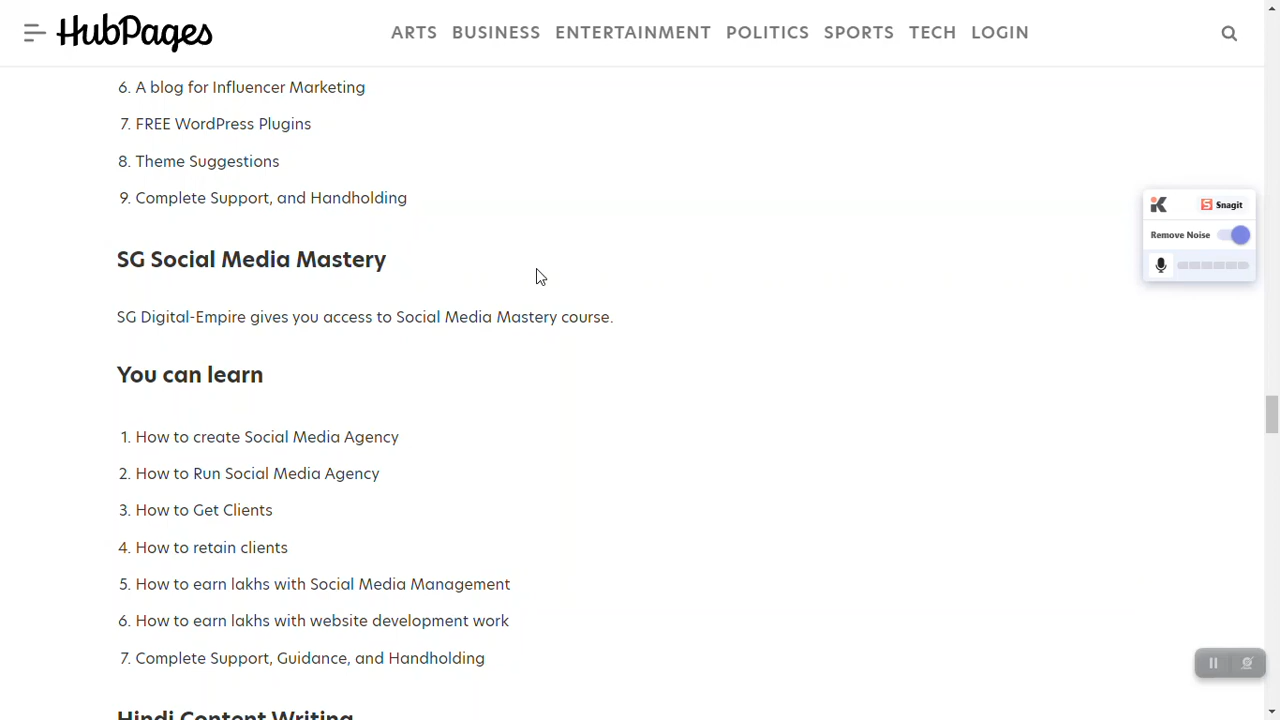 HubPages
ARTS BUSINESS ENTERTAINMENT POLITICS SPORTS TECH LOGIN
6. A blog for Influencer Marketing
7. FREE WordPress Plugins
8. Theme Suggestions
9. Complete Support, and Handholding
Snagit
Remove Noise
SG Social Media Mastery
SG Digital-Empire gives you access to Social Media Mastery course.
You can learn
1. How to create Social Media Agency
2. How to Run Social Media Agency
3. How to Get Clients
4. How to retain clients
5. How to earn lakhs with Social Media Management
6. How to earn lakhs with website development work
7. Complete Support, Guidance, and Handholding
Hindi Content Writing